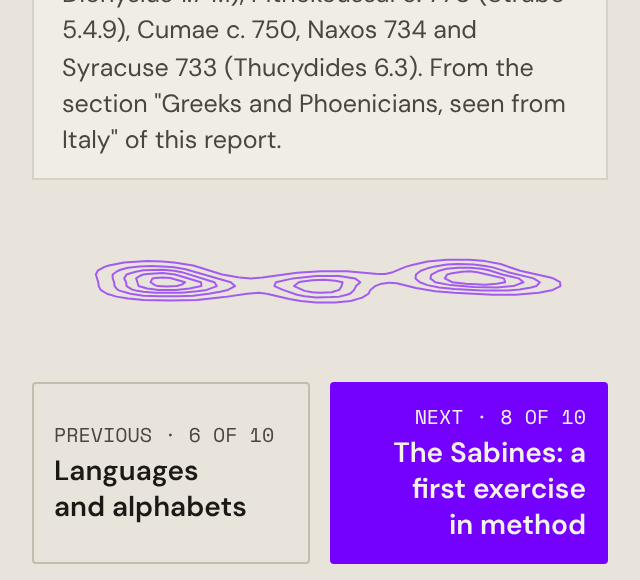 5.4.9), Cumae c. 750, Naxos 734 and
Syracuse 733 (Thucydides 6.3). From the
section "Greeks and Phoenicians, seen from
Italy" of this report.
PREVIOUS · 6 OF 10
Languages
and alphabets
NEXT · 8 OF 10
The Sabines: a
first exercise
in method